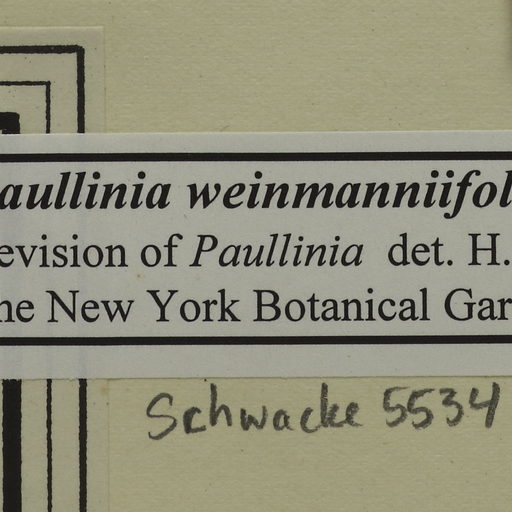 aullinia weinmanniifol
evision of Paullinia det. H.
he New York Botanical Gar
Schwacke 5534